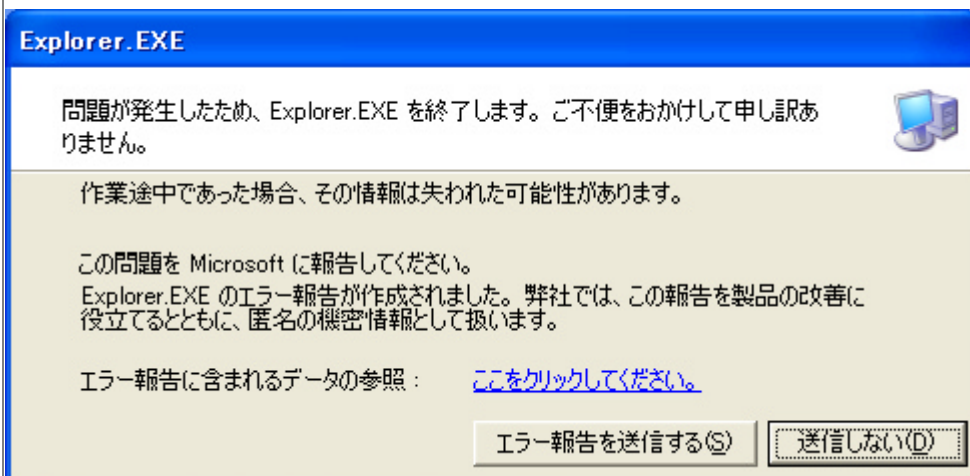 Explorer.EXE
問題が発生したため、Explorer.EXE を終了します。ご不便をおかけして申し訳あ
りません。
作業途中であった場合、その情報は失われた可能性があります。
この問題を Microsoft に報告してください。
Explorer.EXE のエラー報告が作成されました。弊社では、この報告を製品の改善に
役立てるとともに、匿名の機密情報として扱います。
エラー報告に含まれるデータの参照： ここをクリックしてください。
エラー報告を送信する(S) 送信しない(D)